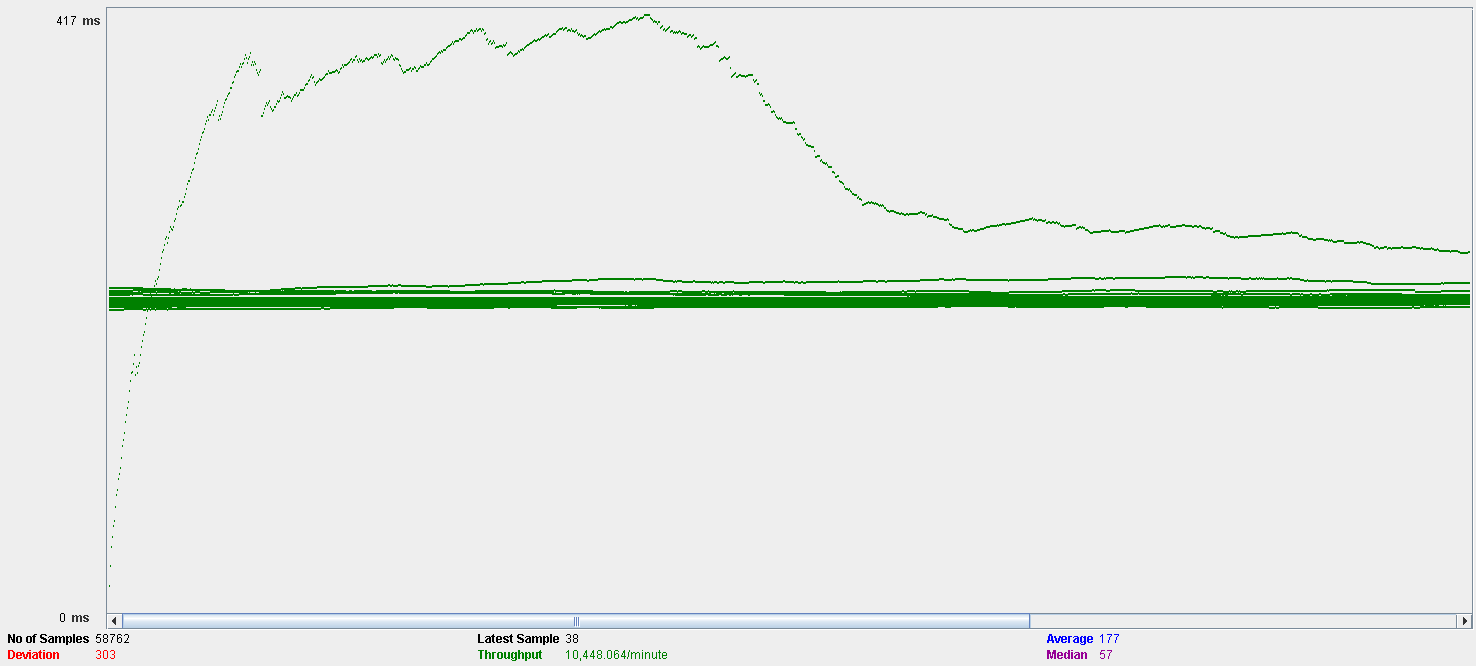 417 ms
0 ms
No of Samples 58762 Latest Sample 38 Average 177
Deviation 303 Throughput 10,448.064/minute Median 57